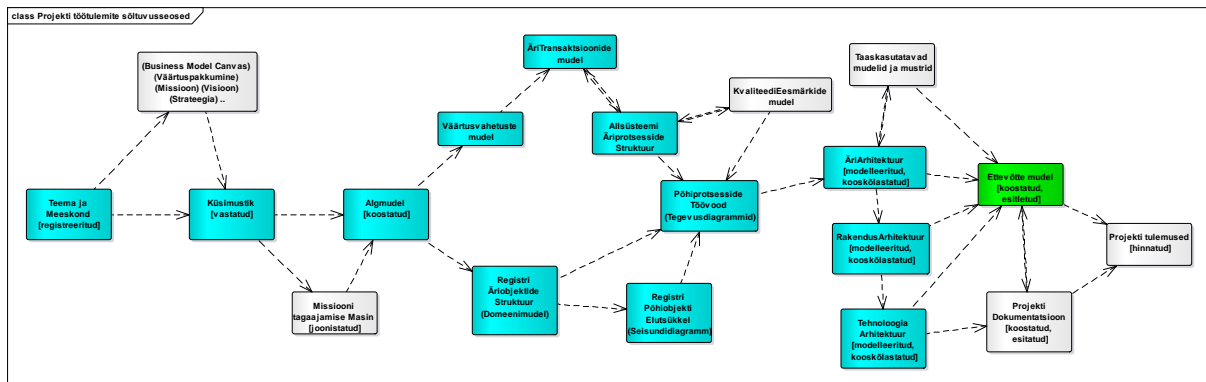 class Projekti töötulemite sõltuvusseosed
(Business Model Canvas)
(Väärtuspakkumine)
(Missioon) (Visioon)
(Strateegia) ..
Teema ja
Meeskond
[registreeritud]
Küsimustik
[vastatud]
Missiooni
tagaajamise Masin
[joonistatud]
Algmudel
[koostatud]
Väärtusvahetuste
mudel
ÄriTransaktsioonide
mudel
Registri
Äriobjektide
Struktuur
(Domeenimudel)
Allsüsteemi
Äriprotsesside
Struktuur
KvaliteediEesmärkide
mudel
Põhiprotsesside
Töövood
(Tegevusdiagrammid)
Registri
Põhiobjekti
Elutsükkel
(Seisundidiagramm)
Taaskasutatavad
mudelid ja mustrid
ÄriArhitektuur
[modelleeritud,
kooskõlastatud]
RakendusArhitektuur
[modelleeritud,
kooskõlastatud]
Tehnoloogia
Arhitektuur
[modelleeritud,
kooskõlastatud]
Ettevõtte mudel
[koostatud,
esitletud]
Projekti
Dokumentatsioon
[koostatud,
esitatud]
Projekti tulemused
[hinnatud]